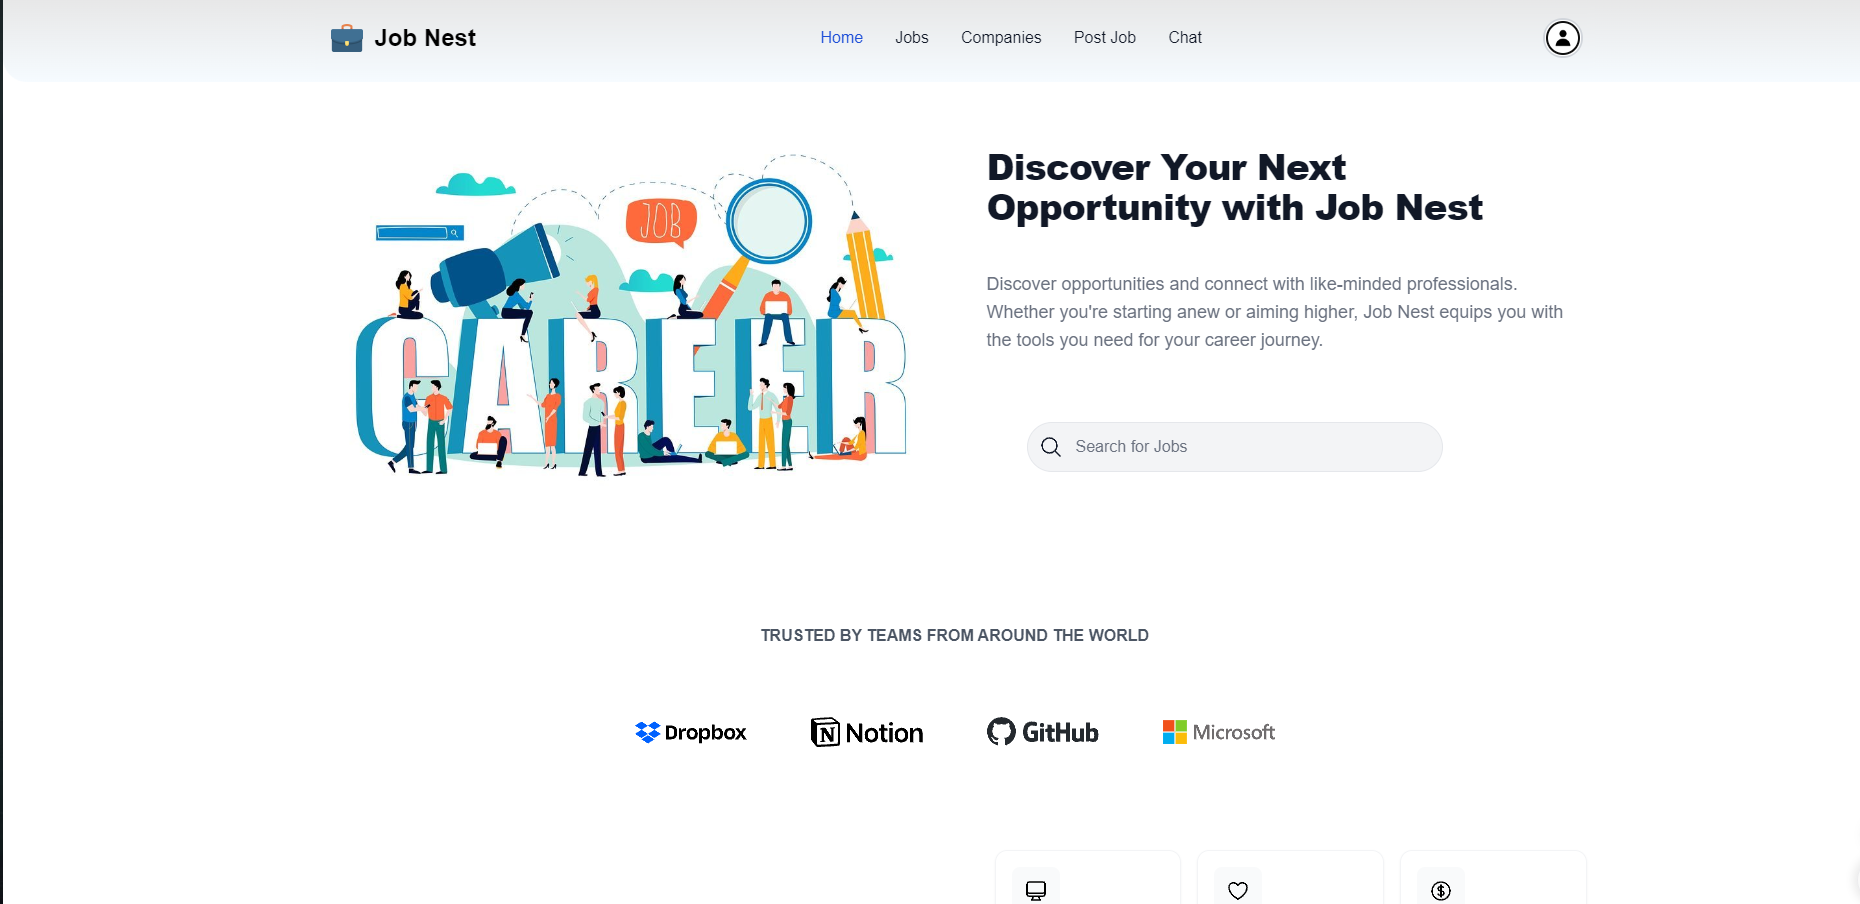 Job Nest
Home
Jobs
Companies
Post Job
Chat
JOB
CAREER
Discover Your Next
Opportunity with Job Nest
Discover opportunities and connect with like-minded professionals.
Whether you're starting anew or aiming higher, Job Nest equips you with
the tools you need for your career journey.
Search for Jobs
TRUSTED BY TEAMS FROM AROUND THE WORLD
Dropbox
Notion
GitHub
Microsoft